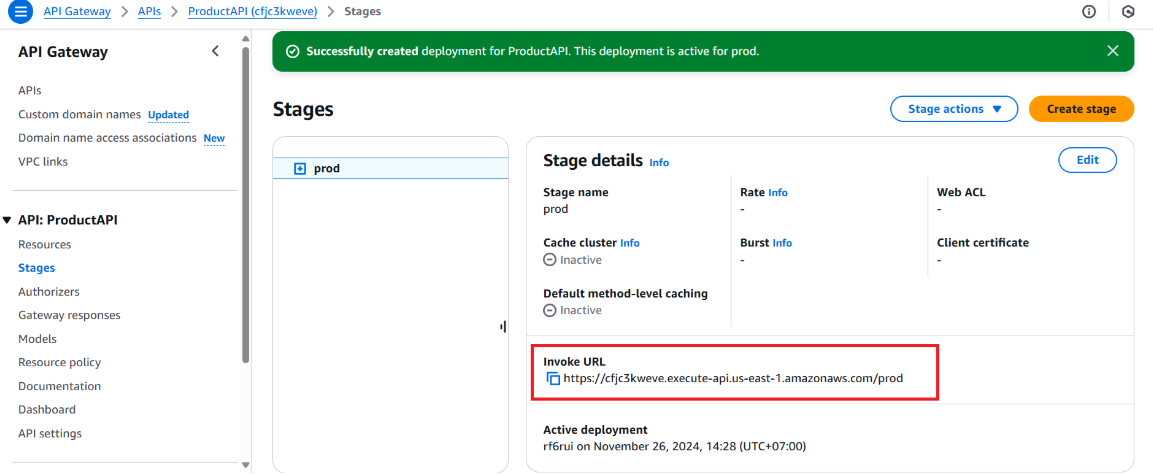 API Gateway > APIs > ProductAPI (cfjc3kweve) > Stages
API Gateway
APIs
Custom domain names Updated
Domain name access associations New
VPC links
API: ProductAPI
Resources
Stages
Authorizers
Gateway responses
Models
Resource policy
Documentation
Dashboard
API settings
Successfully created deployment for ProductAPI. This deployment is active for prod.
Stages
Stage actions
Create stage
prod
Stage details Info
Edit
Stage name
prod
Rate Info
-
Web ACL
-
Cache cluster Info
Inactive
Burst Info
-
Client certificate
-
Default method-level caching
Inactive
Invoke URL
https://cfjc3kweve.execute-api.us-east-1.amazonaws.com/prod
Active deployment
rf6rui on November 26, 2024, 14:28 (UTC+07:00)